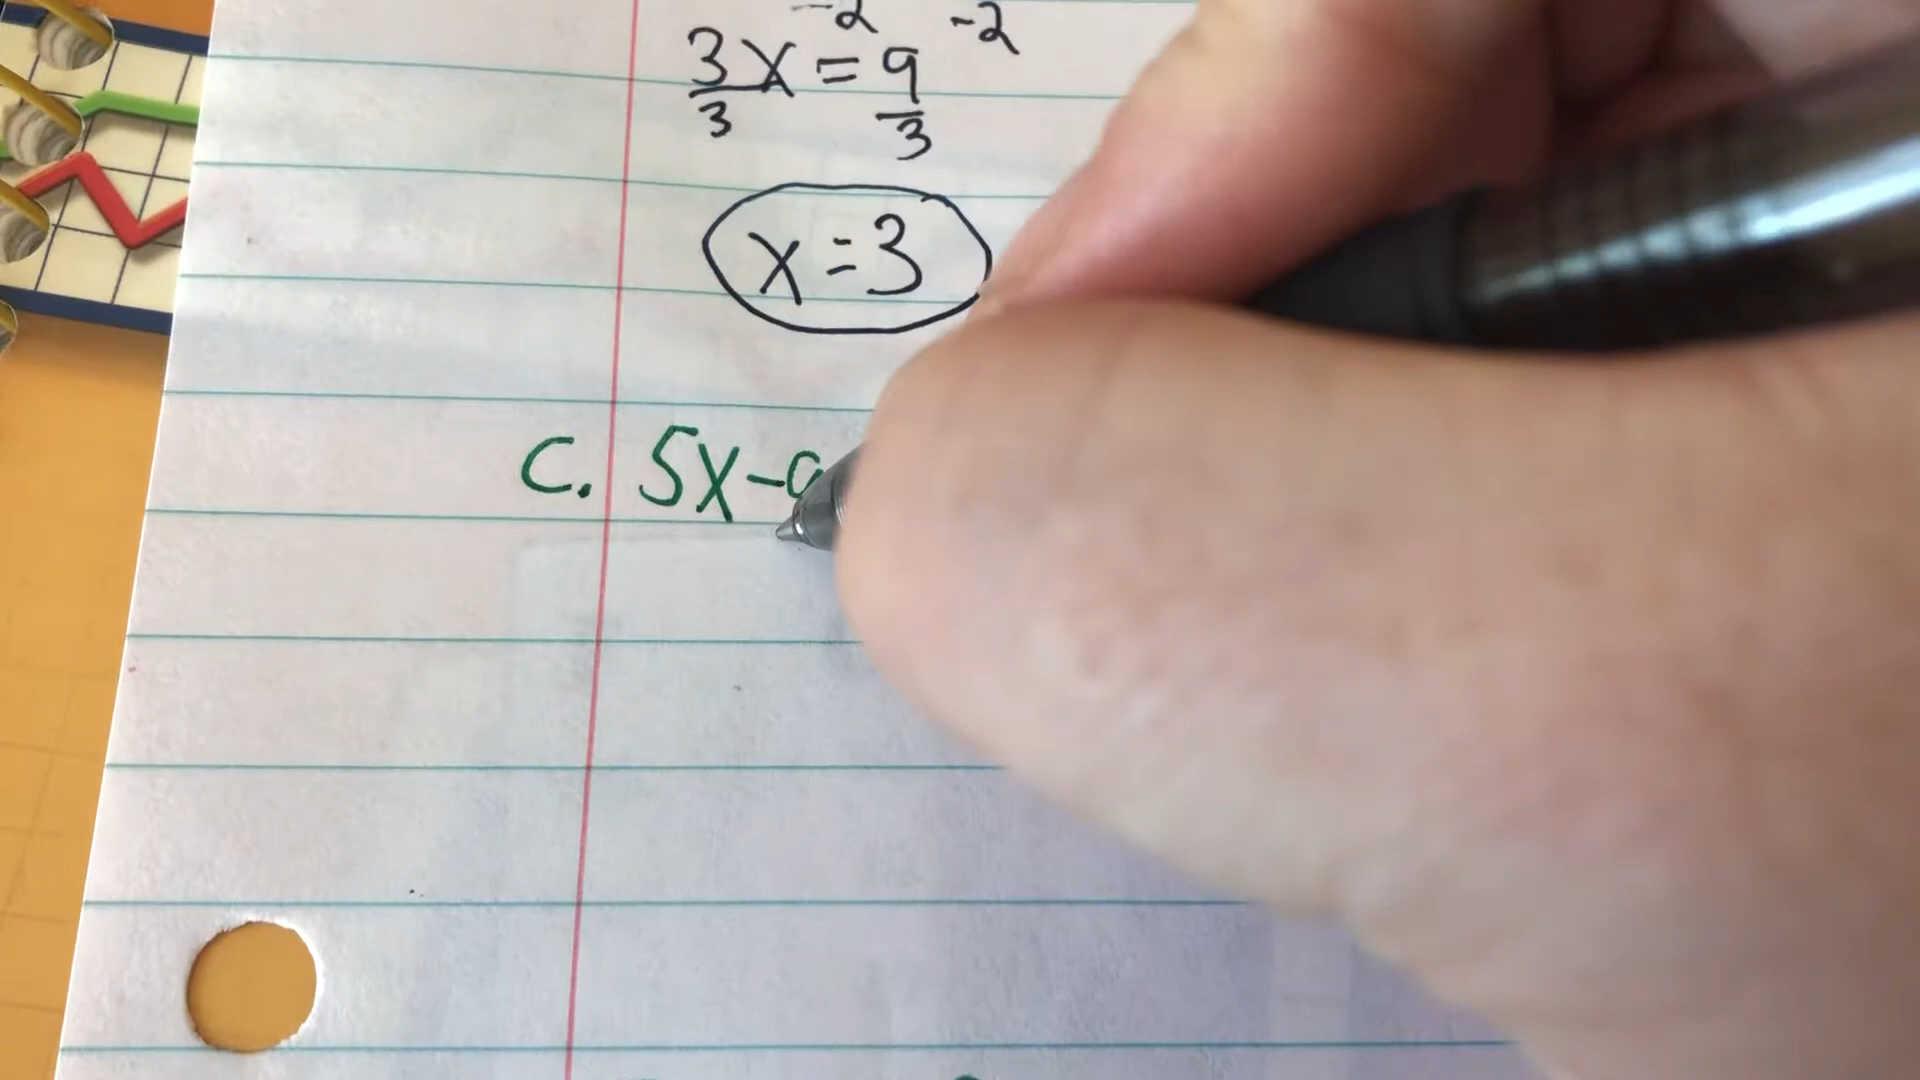 -2 -2
3x = 9
3 3
x = 3
C. 5x -